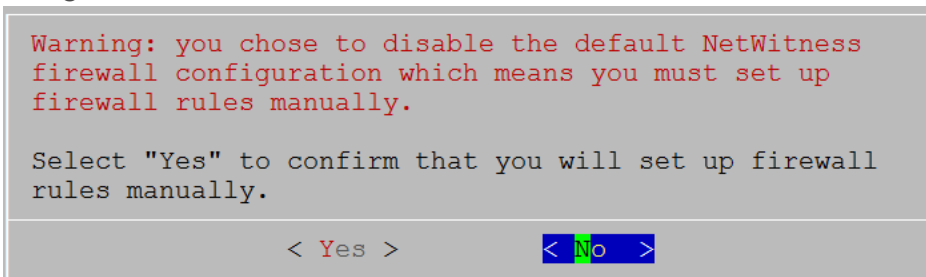 Warning: you chose to disable the default NetWitness
firewall configuration which means you must set up
firewall rules manually.
Select "Yes" to confirm that you will set up firewall
rules manually.
< Yes > < No >